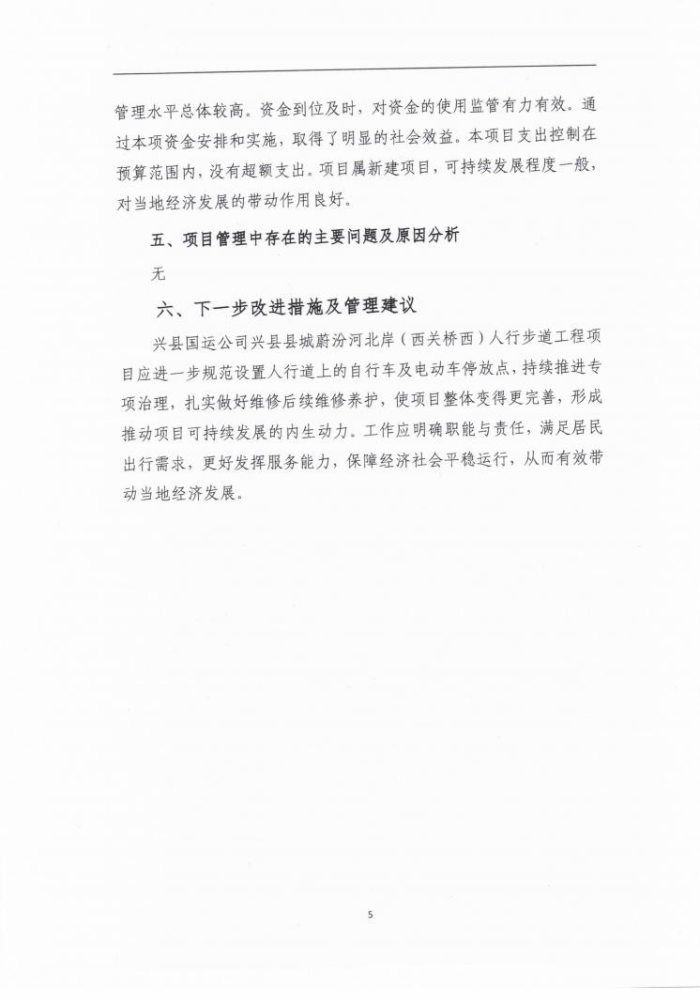 管理水平总体较高。资金到位及时，对资金的使用监管有力有效。通
过本项资金安排和实施，取得了明显的社会效益。本项目支出控制在
预算范围内，没有超额支出。项目属新建项目，可持续发展程度一般，
对当地经济发展的带动作用良好。
五、项目管理中存在的主要问题及原因分析
无
六、下一步改进措施及管理建议
兴县国运公司兴县县城蔚汾河北岸（西关桥西）人行步道工程项
目应进一步规范设置人行道上的自行车及电动车停放点，持续推进专
项治理，扎实做好维修后续维修养护，使项目整体变得更完善，形成
推动项目可持续发展的内生动力。工作应明确职能与责任，满足居民
出行需求，更好发挥服务能力，保障经济社会平稳运行，从而有效带
动当地经济发展。
5